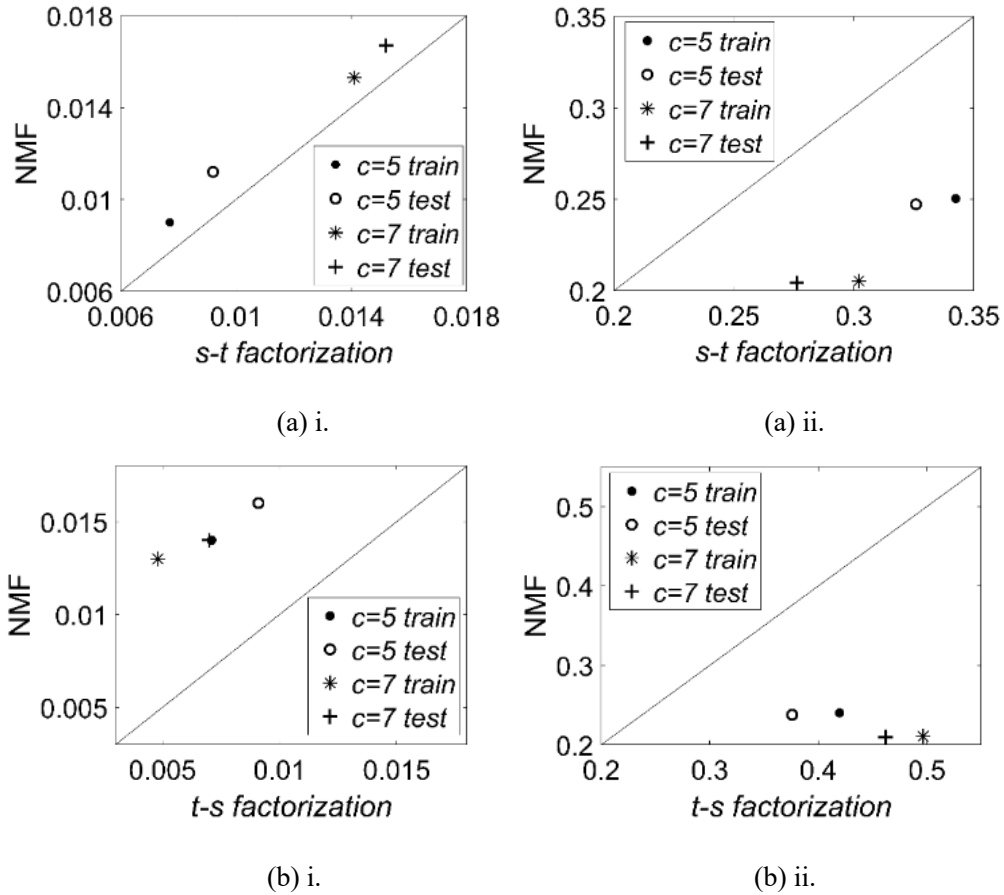 0.018
0.014
0.01
0.006
NMF
c=5 train
c=5 test
c=7 train
c=7 test
0.006 0.01 0.014 0.018
s-t factorization
(a) i.
0.35
0.3
0.25
0.2
NMF
c=5 train
c=5 test
c=7 train
c=7 test
0.2 0.25 0.3 0.35
s-t factorization
(a) ii.
0.015
0.01
0.005
NMF
c=5 train
c=5 test
c=7 train
c=7 test
0.005 0.01 0.015
t-s factorization
(b) i.
0.5
0.4
0.3
0.2
NMF
c=5 train
c=5 test
c=7 train
c=7 test
0.2 0.3 0.4 0.5
t-s factorization
(b) ii.